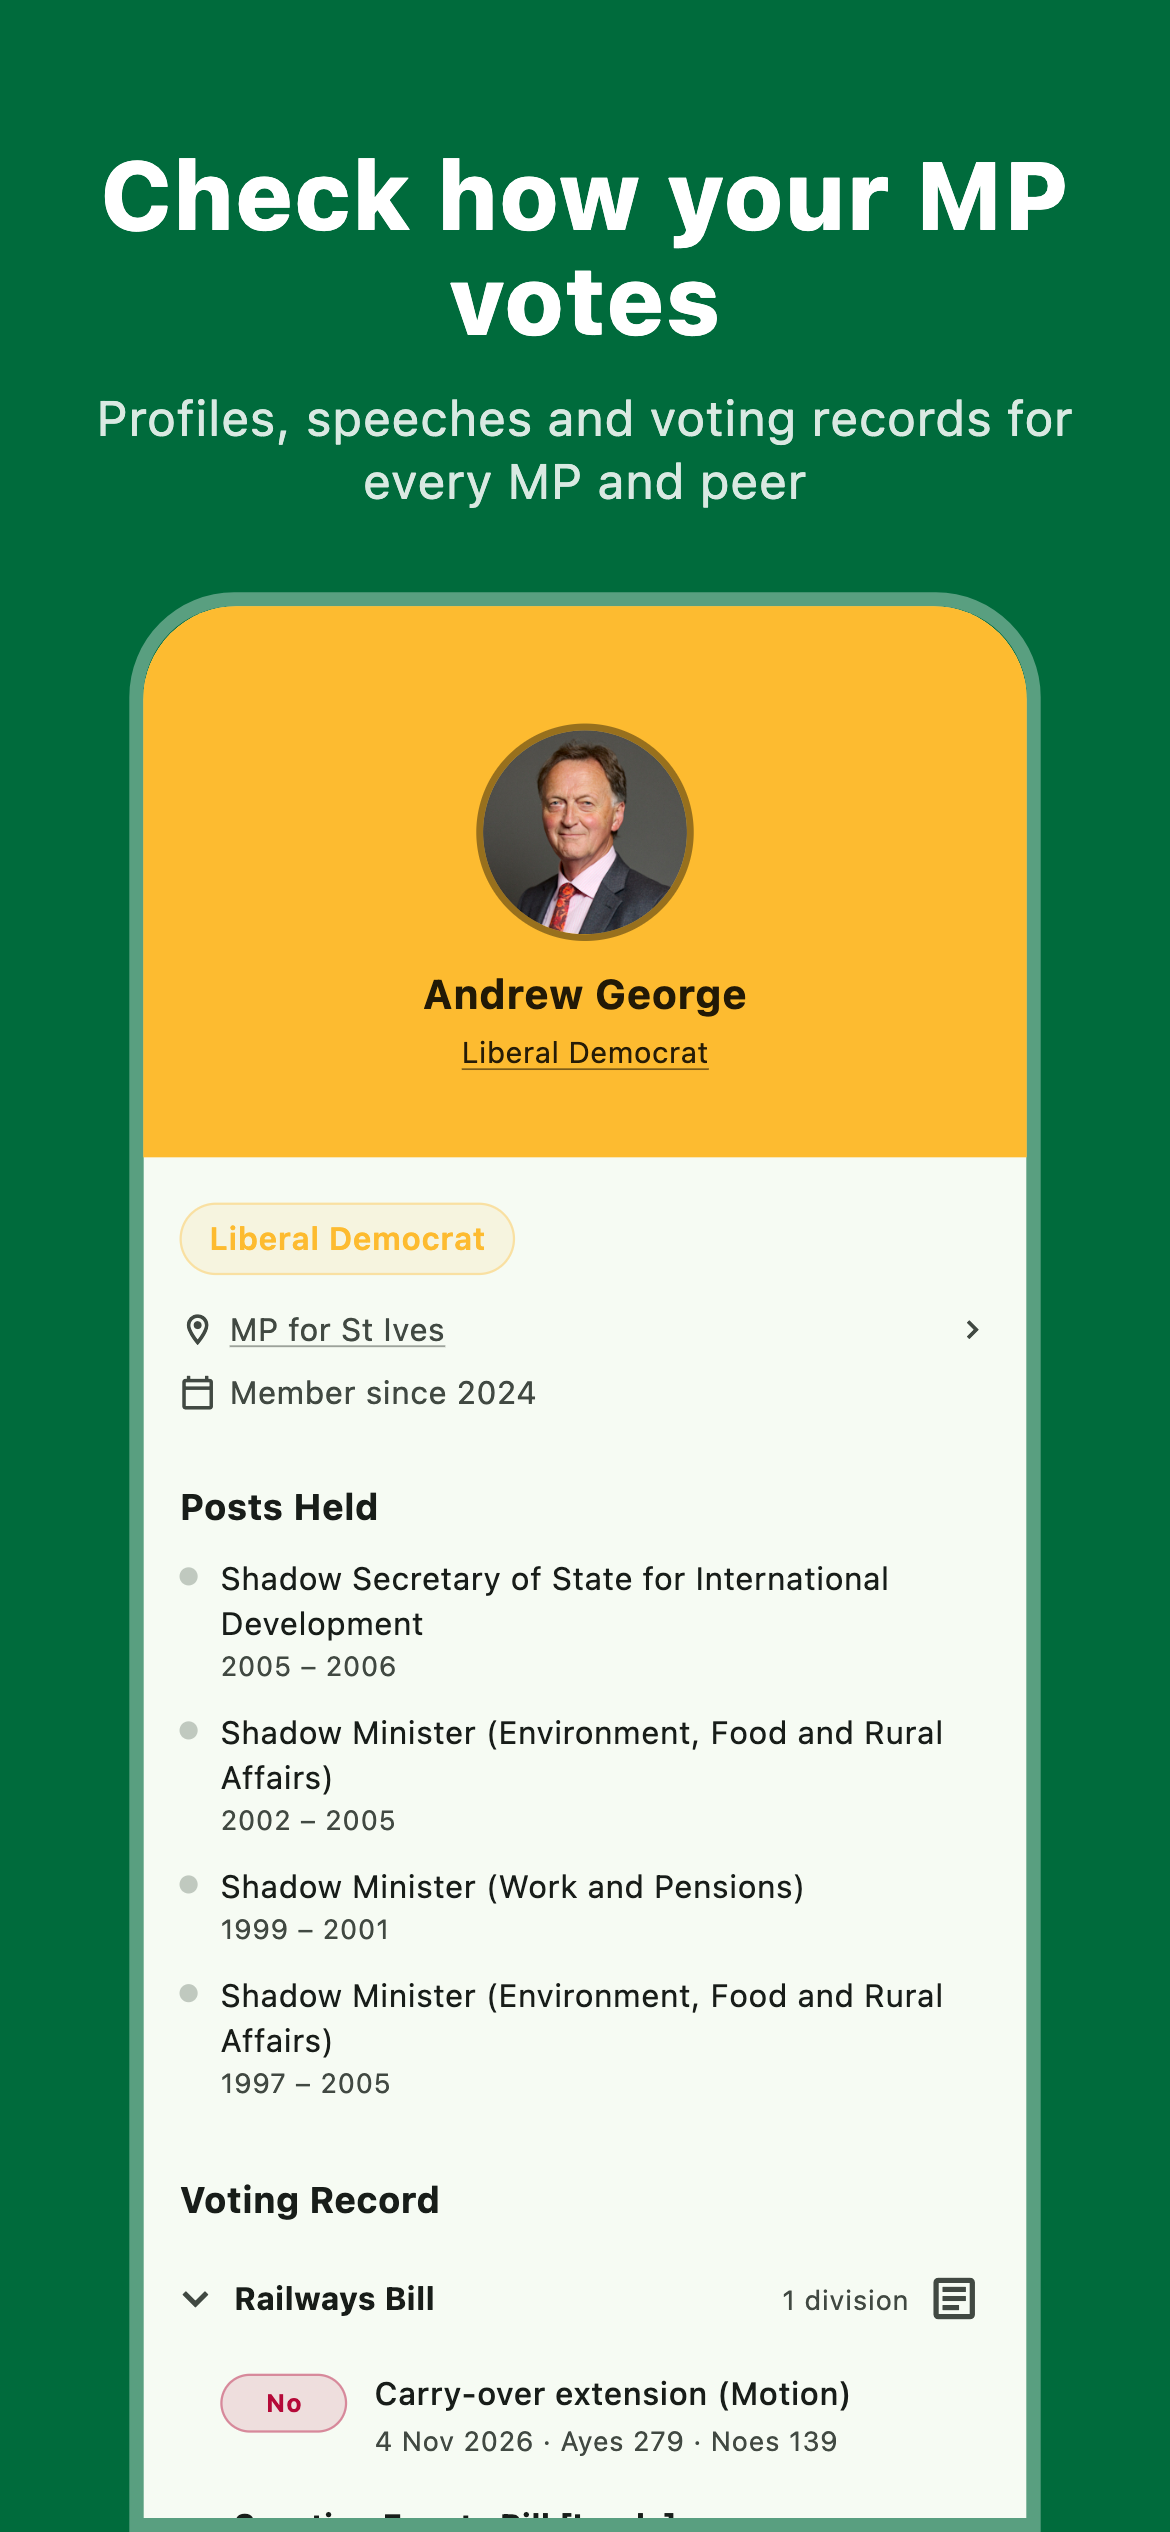 Check how your MP
votes
Profiles, speeches and voting records for
every MP and peer
Andrew George
Liberal Democrat
Liberal Democrat
MP for St Ives
Member since 2024
Posts Held
Shadow Secretary of State for International
Development
2005 – 2006
Shadow Minister (Environment, Food and Rural
Affairs)
2002 – 2005
Shadow Minister (Work and Pensions)
1999 – 2001
Shadow Minister (Environment, Food and Rural
Affairs)
1997 – 2005
Voting Record
Railways Bill
1 division
No
Carry-over extension (Motion)
4 Nov 2026 · Ayes 279 · Noes 139